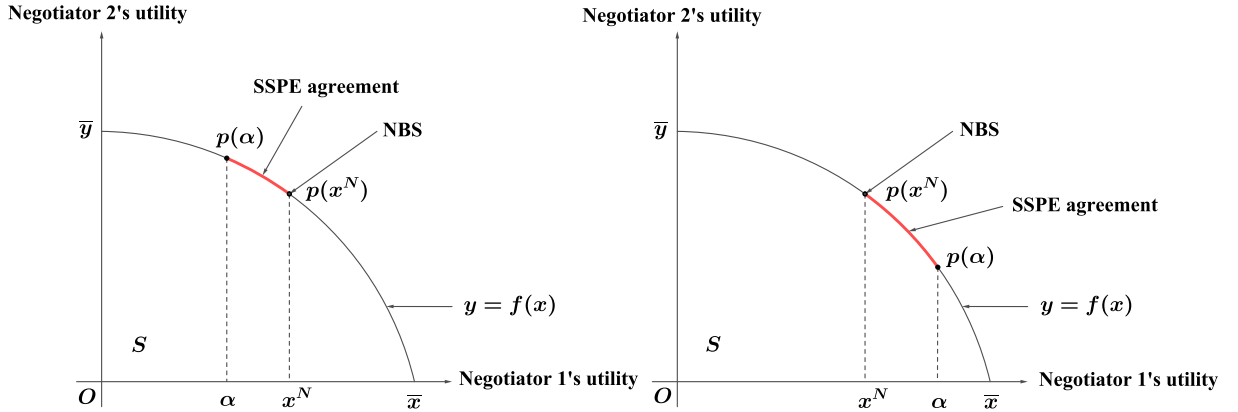 Negotiator 2's utility
SSPE agreement
NBS
y̅
p(α)
p(x^N)
y = f(x)
S
Negotiator 1's utility
O
α
x^N
x̅
Negotiator 2's utility
NBS
y̅
p(x^N)
SSPE agreement
p(α)
y = f(x)
S
Negotiator 1's utility
O
x^N
α
x̅